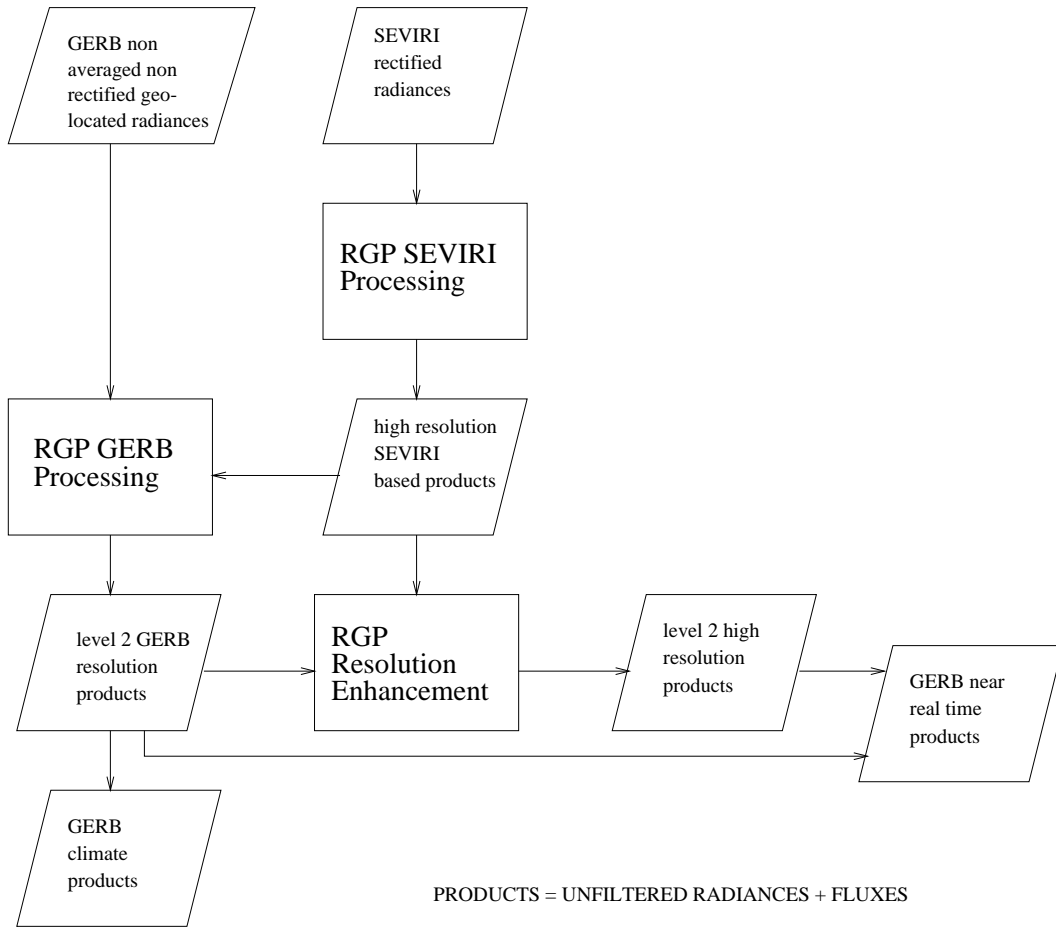 GERB non
averaged non
rectified geo-
located radiances
SEVIRI
rectified
radiances
RGP SEVIRI
Processing
RGP GERB
Processing
high resolution
SEVIRI
based products
level 2 GERB
resolution
products
RGP
Resolution
Enhancement
level 2 high
resolution
products
GERB near
real time
products
GERB
climate
products
PRODUCTS = UNFILTERED RADIANCES + FLUXES